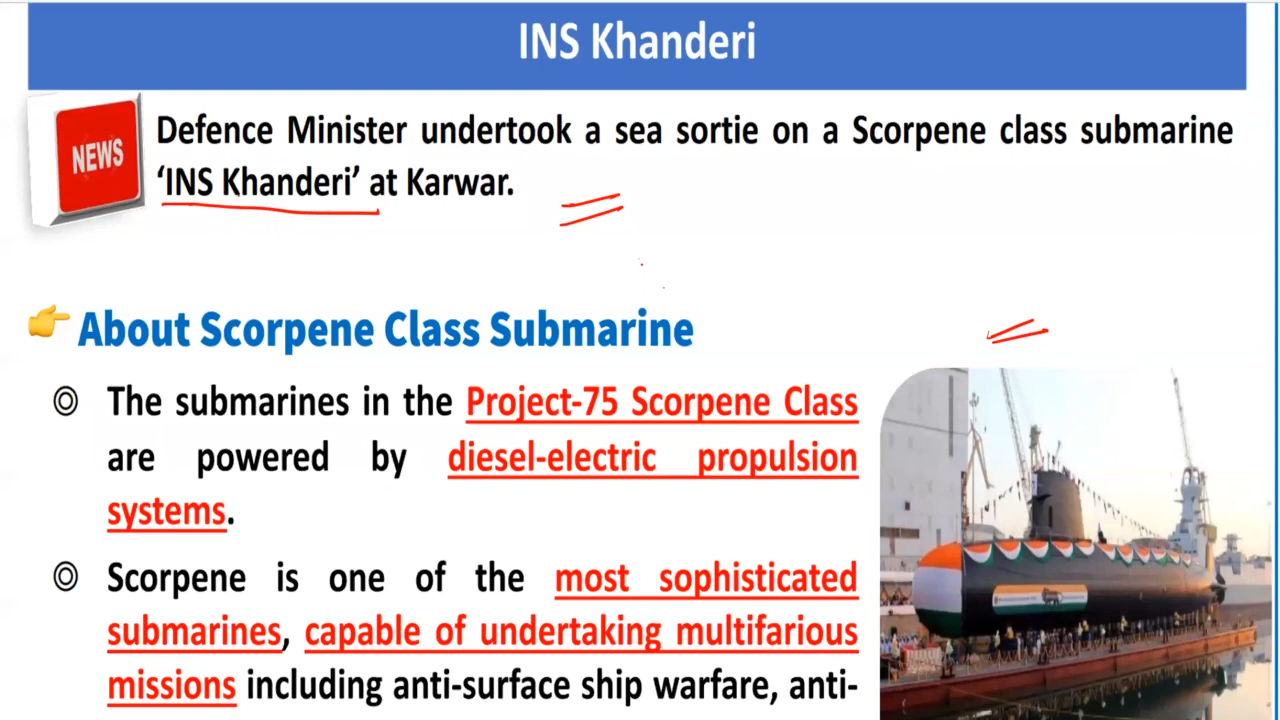 INS Khanderi
NEWS
Defence Minister undertook a sea sortie on a Scorpene class submarine
‘INS Khanderi’ at Karwar.
About Scorpene Class Submarine
The submarines in the Project-75 Scorpene Class
are powered by diesel-electric propulsion
systems.
Scorpene is one of the most sophisticated
submarines, capable of undertaking multifarious
missions including anti-surface ship warfare, anti-